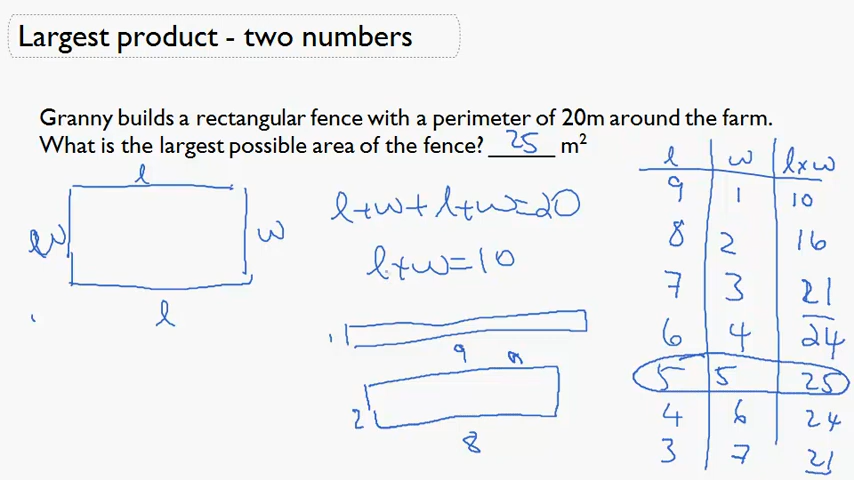 Largest product - two numbers
Granny builds a rectangular fence with a perimeter of 20m around the farm.
What is the largest possible area of the fence? 25 m²
l w l×w
9 1 10
8 2 16
7 3 21
6 4 24
5 5 25
4 6 24
3 7 21
l
w w
l
l+w+l+w=20
l+w=10
1
9
2
8